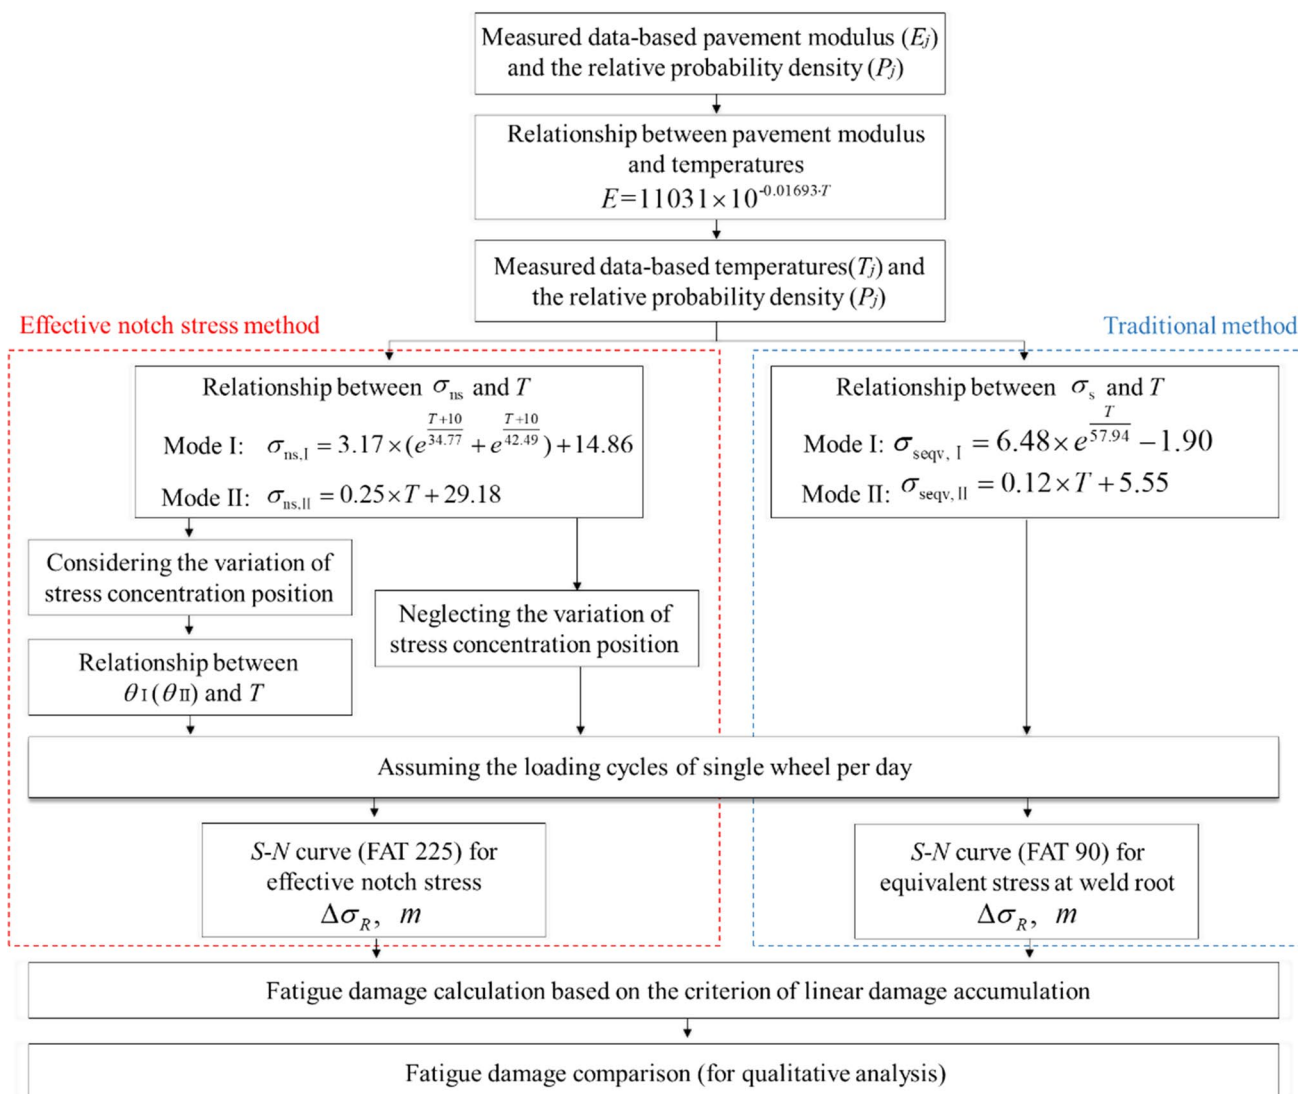 Measured data-based pavement modulus (Ej)
and the relative probability density (Pj)
Relationship between pavement modulus
and temperatures
E=11031×10^-0.01693·T
Measured data-based temperatures(Tj) and
the relative probability density (Pj)
Effective notch stress method
Traditional method
Relationship between σns and T
Mode I: σns,I = 3.17×(e^((T+10)/34.77) + e^((T+10)/42.49))+14.86
Mode II: σns,II = 0.25×T+29.18
Relationship between σs and T
Mode I: σseqv, I = 6.48×e^(T/57.94) −1.90
Mode II: σseqv, II = 0.12×T+5.55
Considering the variation of
stress concentration position
Neglecting the variation of
stress concentration position
Relationship between
θI(θII) and T
Assuming the loading cycles of single wheel per day
S-N curve (FAT 225) for
effective notch stress
ΔσR, m
S-N curve (FAT 90) for
equivalent stress at weld root
ΔσR, m
Fatigue damage calculation based on the criterion of linear damage accumulation
Fatigue damage comparison (for qualitative analysis)